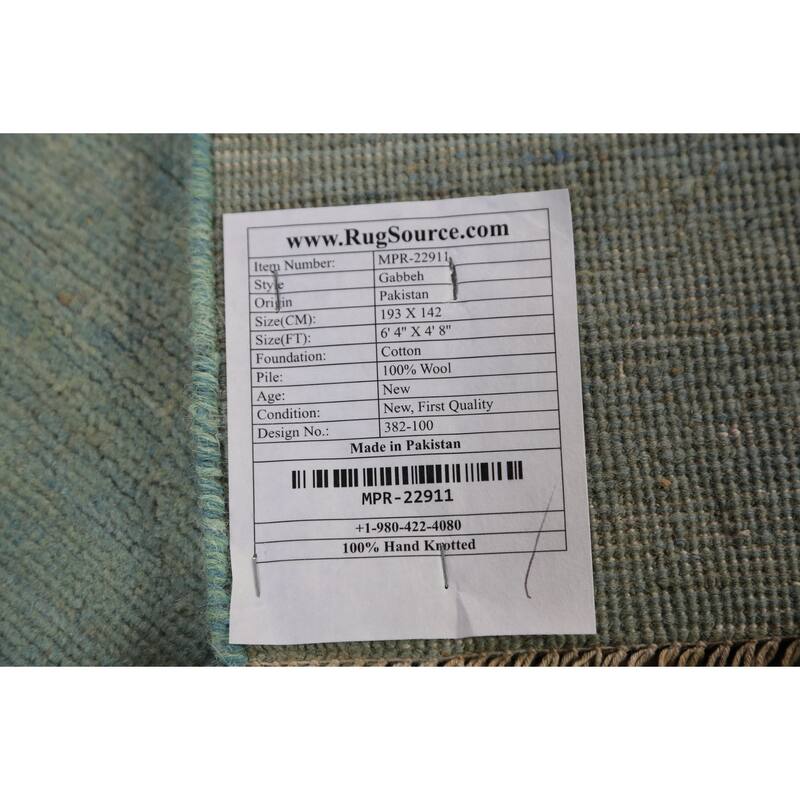 www.RugSource.com
Item Number: MPR-22911
Style Gabbeh
Origin Pakistan
Size(CM): 193 X 142
Size(FT): 6' 4" X 4' 8"
Foundation: Cotton
Pile: 100% Wool
Age: New
Condition: New, First Quality
Design No.: 382-100
Made in Pakistan
MPR-22911
+1-980-422-4080
100% Hand Knotted